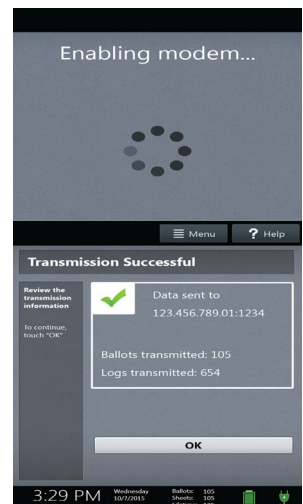 Enabling modem...
Menu
? Help
Transmission Successful
Review the
transmission
information
To continue,
touch "OK"
Data sent to
123.456.789.01:1234
Ballots transmitted: 105
Logs transmitted: 654
OK
3:29 PM
Wednesday
10/7/2015
Ballots: 105
Sheets: 105